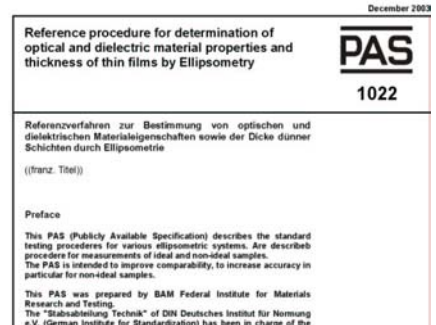 December 2003
Reference procedure for determination of
optical and dielectric material properties and
thickness of thin films by Ellipsometry
PAS
1022
Referenzverfahren zur Bestimmung von optischen und
dielektrischen Materialeigenschaften sowie der Dicke dünner
Schichten durch Ellipsometrie
((franz. Titel))
Preface
This PAS (Publicly Available Specification) describes the standard
testing procederes for various ellipsometric systems. Are describeb
procedere for measurements of ideal and non-ideal samples.
The PAS is intended to improve comparability, to increase accuracy in
particular for non-ideal samples.
This PAS was prepared by BAM Federal Institute for Materials
Research and Testing.
The "Stabsabteilung Technik" of DIN Deutsches Institut für Normung
e.V. (German Institute for Standardization) has been in charge of the